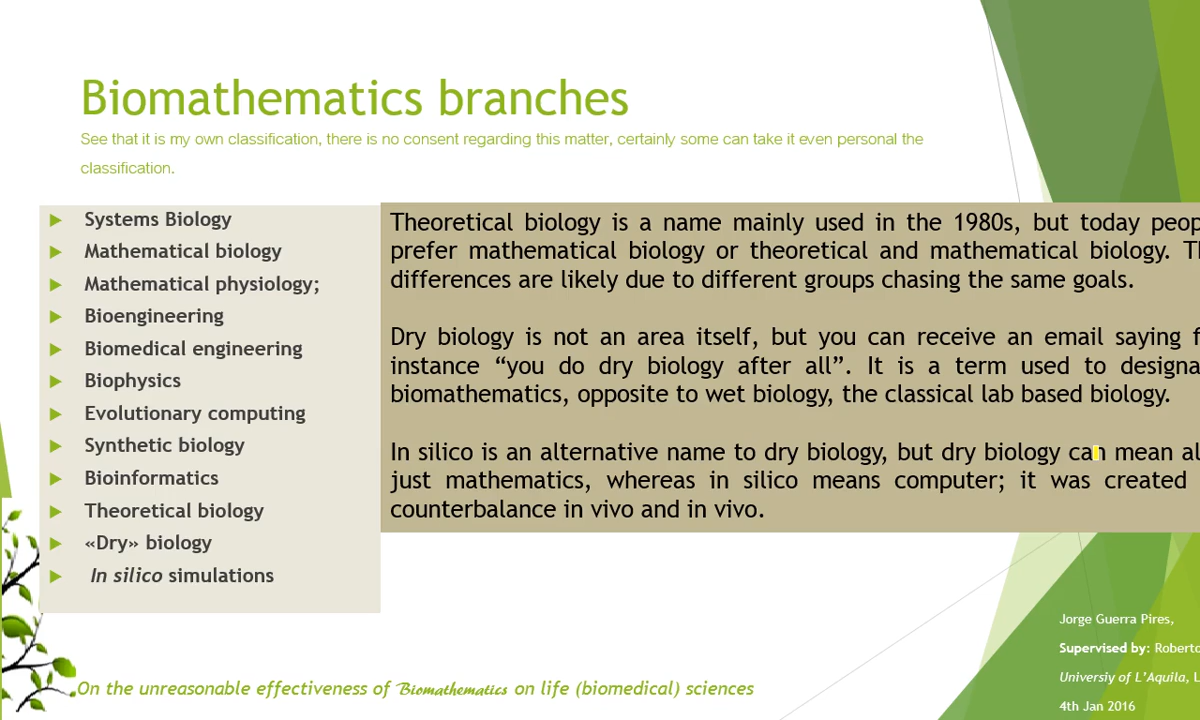 Biomathematics branches
See that it is my own classification, there is no consent regarding this matter, certainly some can take it even personal the
classification.
Systems Biology
Mathematical biology
Mathematical physiology;
Bioengineering
Biomedical engineering
Biophysics
Evolutionary computing
Synthetic biology
Bioinformatics
Theoretical biology
«Dry» biology
In silico simulations
Theoretical biology is a name mainly used in the 1980s, but today
prefer mathematical biology or theoretical and mathematical biology.
differences are likely due to different groups chasing the same goals.
Dry biology is not an area itself, but you can receive an email saying
instance “you do dry biology after all”. It is a term used to
biomathematics, opposite to wet biology, the classical lab based biology.
In silico is an alternative name to dry biology, but dry biology can mean
just mathematics, whereas in silico means computer; it was created
counterbalance in vivo and in vivo.
Jorge Guerra Pires,
Supervised by: Roberto
Universiy of L’Aquila,
4th Jan 2016
On the unreasonable effectiveness of Biomathematics on life (biomedical) sciences